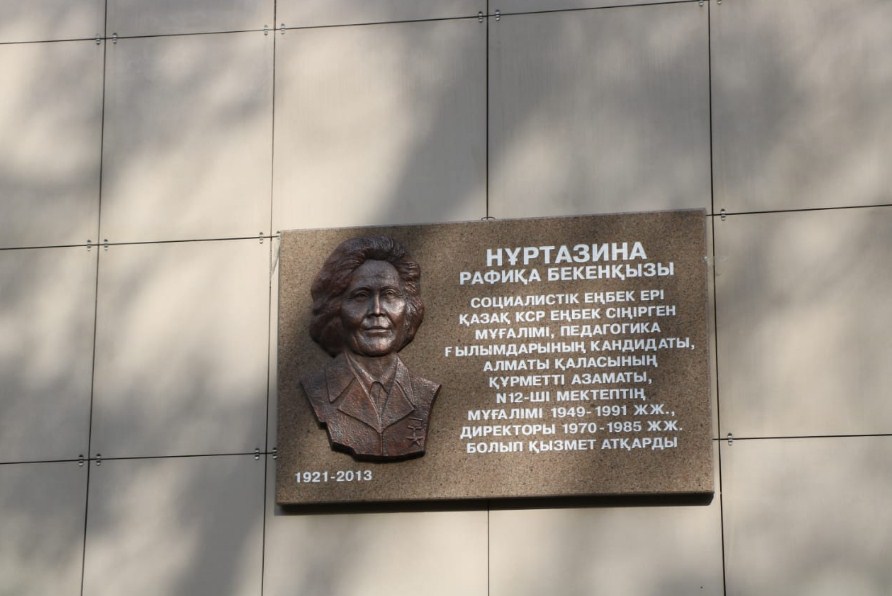 НҰРТАЗИНА
РАФИҚА БЕКЕНҚЫЗЫ
СОЦИАЛИСТІК ЕҢБЕК ЕРІ
ҚАЗАҚ КСР ЕҢБЕК СІҢІРГЕН
МҰҒАЛІМІ, ПЕДАГОГИКА
ҒЫЛЫМДАРЫНЫҢ КАНДИДАТЫ,
АЛМАТЫ ҚАЛАСЫНЫҢ
ҚҰРМЕТТІ АЗАМАТЫ,
N12-ШІ МЕКТЕПТІҢ
МҰҒАЛІМІ 1949-1991 ЖЖ.,
ДИРЕКТОРЫ 1970-1985 ЖЖ.
БОЛЫП ҚЫЗМЕТ АТҚАРДЫ
1921-2013